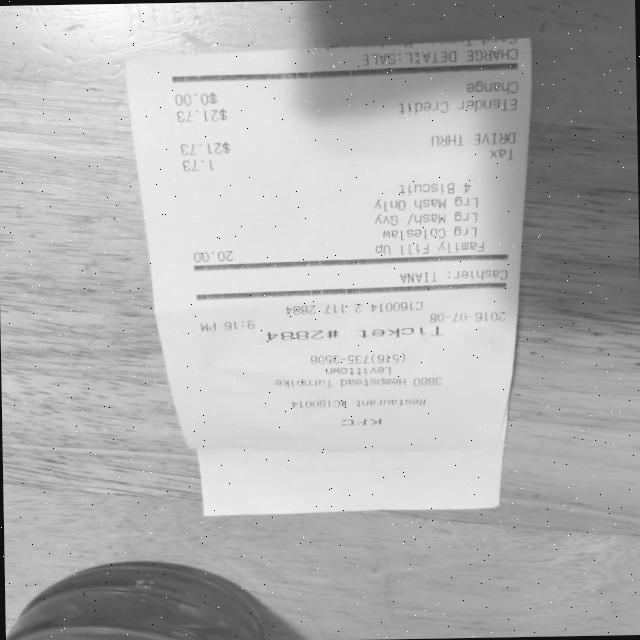 KFC
Restaurant #C160014
3880 Hempstead Turnpike
Levittown
(516)735-3508
Ticket #2884
2016-07-08 9:16 PM
C160014.2.117.2884
Cashier: TIANA
Family Fill Up 20.00
Lrg Coleslaw
Lrg Mash/ Gvy
Lrg Mash Only
4 Biscuit
Tax 1.73
DRIVE THRU $21.73
ETender Credit $21.73
Change $0.00
CHARGE DETAIL:SALE